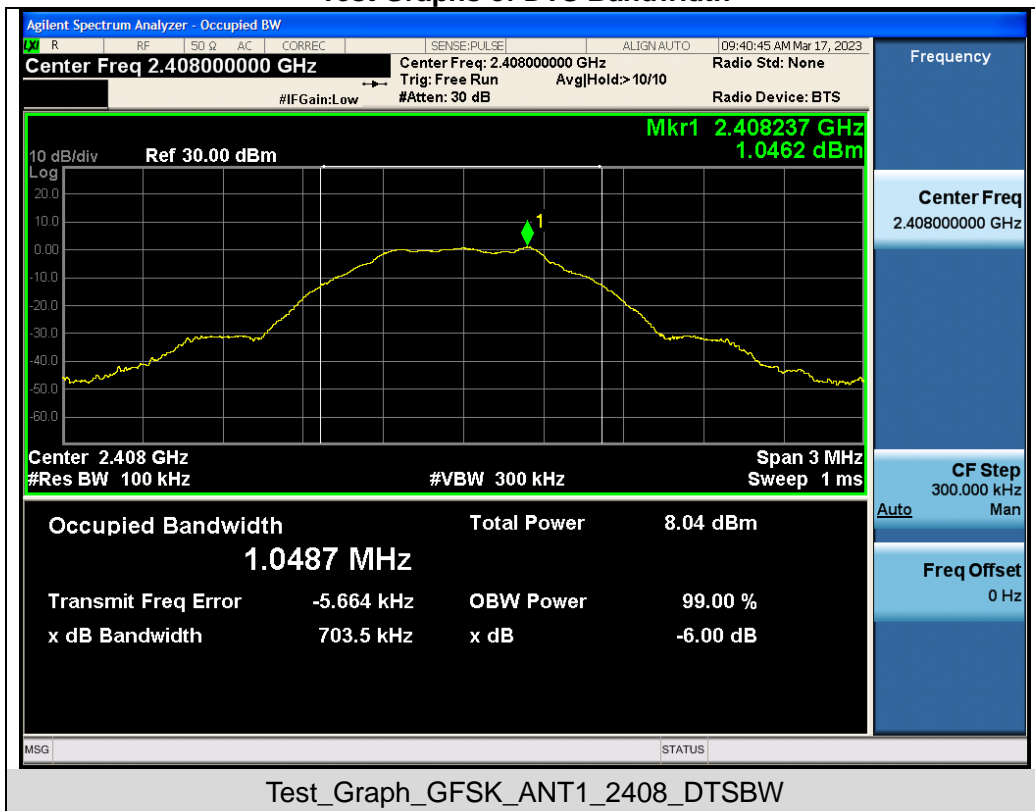 Test Graphs of DTS Bandwidth
Agilent Spectrum Analyzer - Occupied BW
LXI R RF 50 Ω AC CORREC SENSE:PULSE ALIGN AUTO 09:40:45 AM Mar 17, 2023
Center Freq 2.408000000 GHz
Center Freq: 2.408000000 GHz
Radio Std: None
Trig: Free Run Avg|Hold:>10/10
#IFGain:Low #Atten: 30 dB Radio Device: BTS
Frequency
Mkr1 2.408237 GHz
1.0462 dBm
10 dB/div Ref 30.00 dBm
Log
20.0
10.0
0.00
-10.0
-20.0
-30.0
-40.0
-50.0
-60.0
1
Center 2.408 GHz Span 3 MHz
#Res BW 100 kHz #VBW 300 kHz Sweep 1 ms
Center Freq
2.408000000 GHz
CF Step
300.000 kHz
Auto Man
Freq Offset
0 Hz
Occupied Bandwidth Total Power 8.04 dBm
1.0487 MHz
Transmit Freq Error -5.664 kHz OBW Power 99.00 %
x dB Bandwidth 703.5 kHz x dB -6.00 dB
MSG STATUS
Test_Graph_GFSK_ANT1_2408_DTSBW